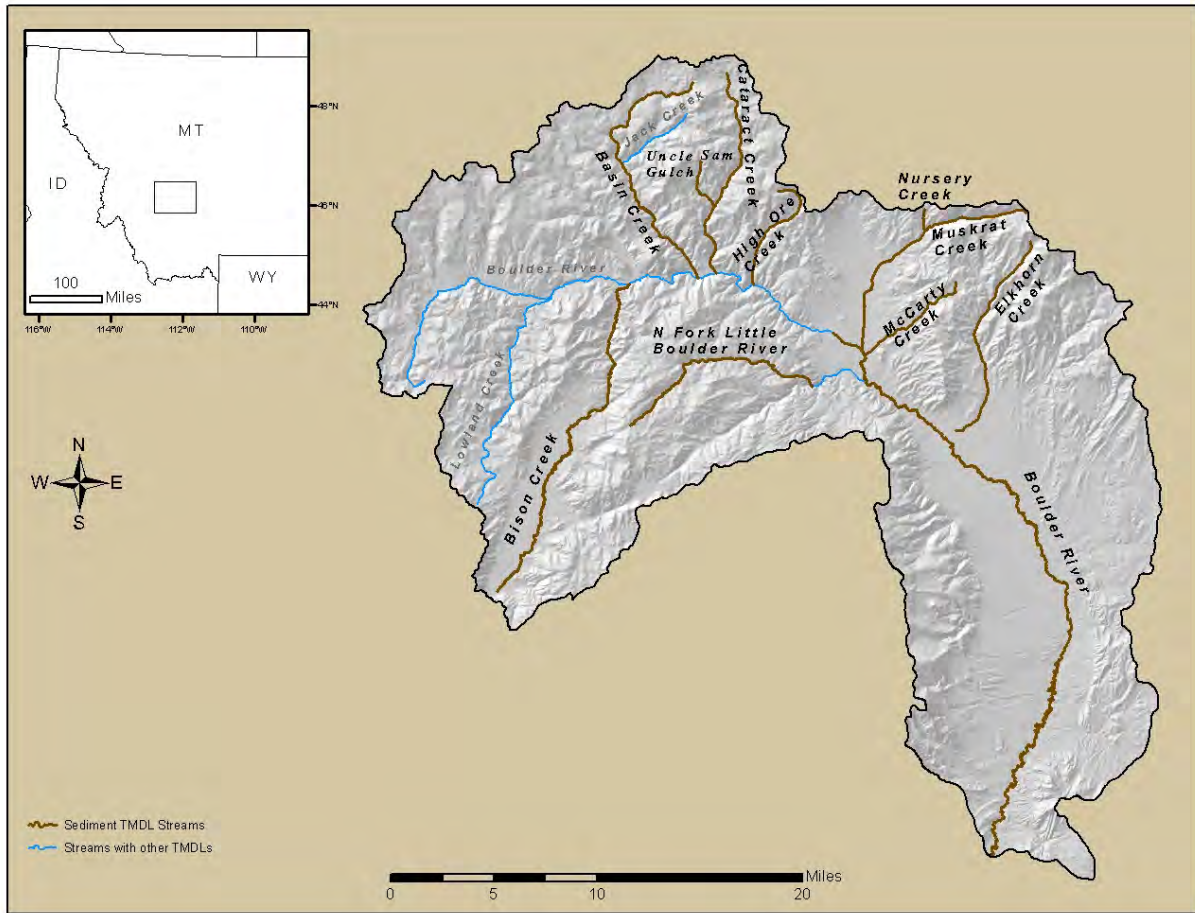 MT
ID
WY
48°N
46°N
44°N
100
Miles
116°W
114°W
112°W
110°W
Cataract Creek
Jack Creek
Uncle Sam
Gulch
Basin Creek
High Ore
Creek
Nursery
Creek
Muskrat
Creek
McCarty
Creek
Elkhorn
Creek
Boulder River
N Fork Little
Boulder River
Lowland Creek
Bison Creek
Boulder River
N
W
E
S
Sediment TMDL Streams
Streams with other TMDLs
Miles
0
5
10
20